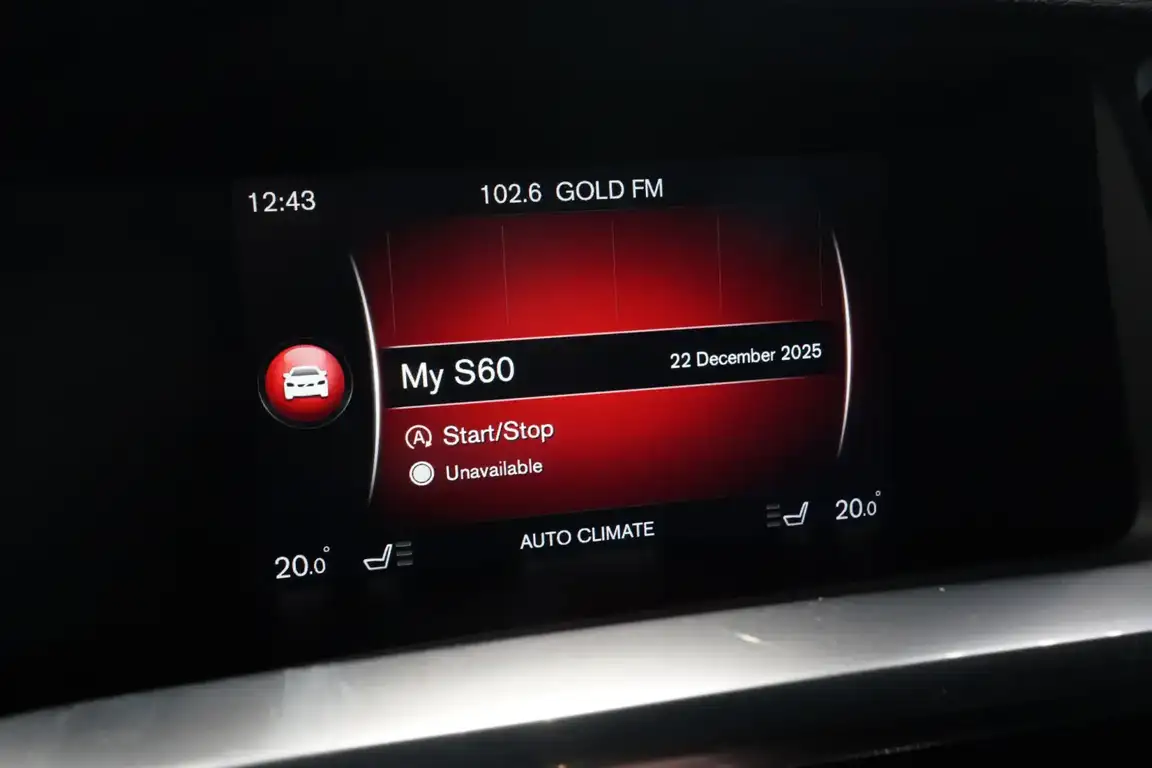 12:43
102.6 GOLD FM
My S60
22 December 2025
A Start/Stop
Unavailable
AUTO CLIMATE
20.0°
20.0°